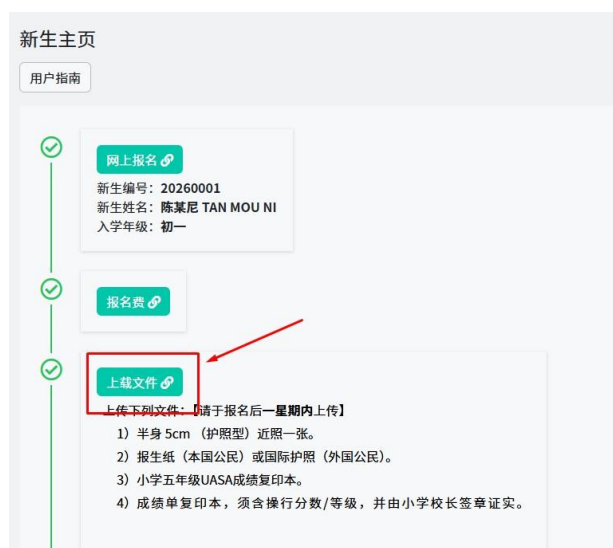 新生主页
用户指南
网上报名
新生编号：20260001
新生姓名：陈某尼 TAN MOU NI
入学年级：初一
报名费
上载文件
上传下列文件：【请于报名后一星期内上传】
1）半身 5cm （护照型）近照一张。
2）报生纸（本国公民）或国际护照（外国公民）。
3）小学五年级UASA成绩复印本。
4）成绩单复印本，须含操行分数/等级，并由小学校长签章证实。